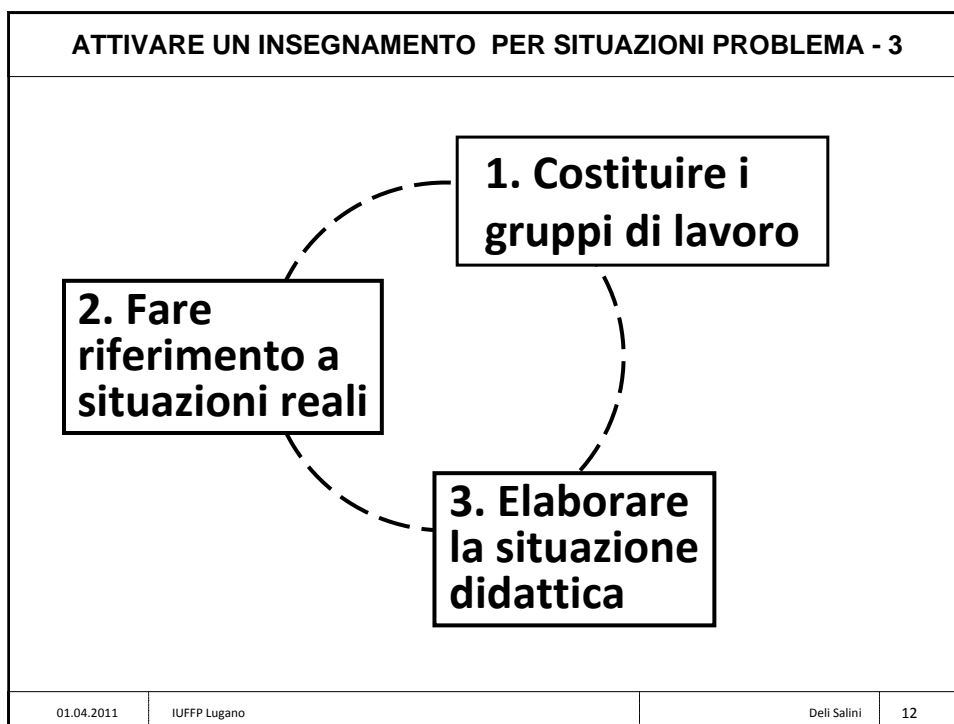 ATTIVARE UN INSEGNAMENTO  PER SITUAZIONI PROBLEMA - 3
1. Costituire i
gruppi di lavoro
2. Fare
riferimento a
situazioni reali
3. Elaborare
la situazione
didattica
01.04.2011 IUFFP Lugano Deli Salini 12